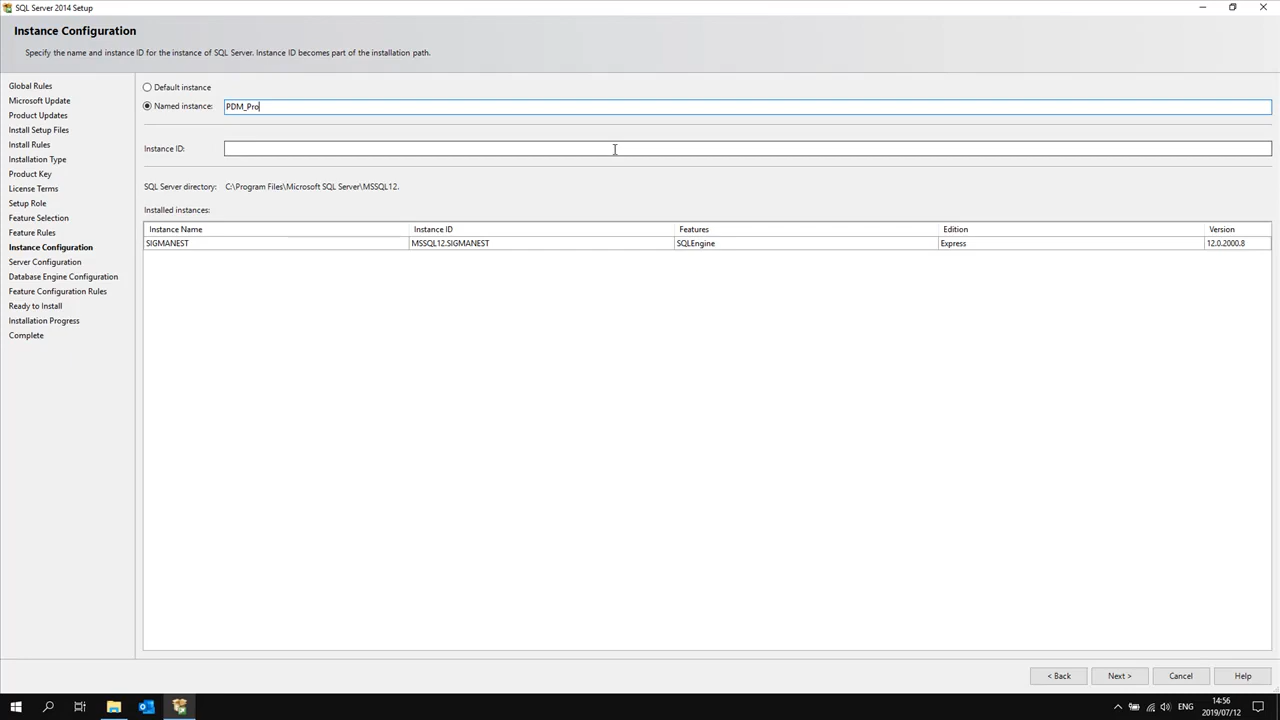 SQL Server 2014 Setup
Instance Configuration
Specify the name and instance ID for the instance of SQL Server. Instance ID becomes part of the installation path.
Global Rules
Microsoft Update
Product Updates
Install Setup Files
Install Rules
Installation Type
Product Key
License Terms
Setup Role
Feature Selection
Feature Rules
Instance Configuration
Server Configuration
Database Engine Configuration
Feature Configuration Rules
Ready to Install
Installation Progress
Complete
Default instance
Named instance: PDM_Pro
Instance ID:
SQL Server directory: C:\Program Files\Microsoft SQL Server\MSSQL12.
Installed instances:
Instance Name Instance ID Features Edition Version
SIGMANEST MSSQL12.SIGMANEST SQLEngine Express 12.0.2000.8
< Back Next > Cancel Help
ENG 14:56
2019/07/12